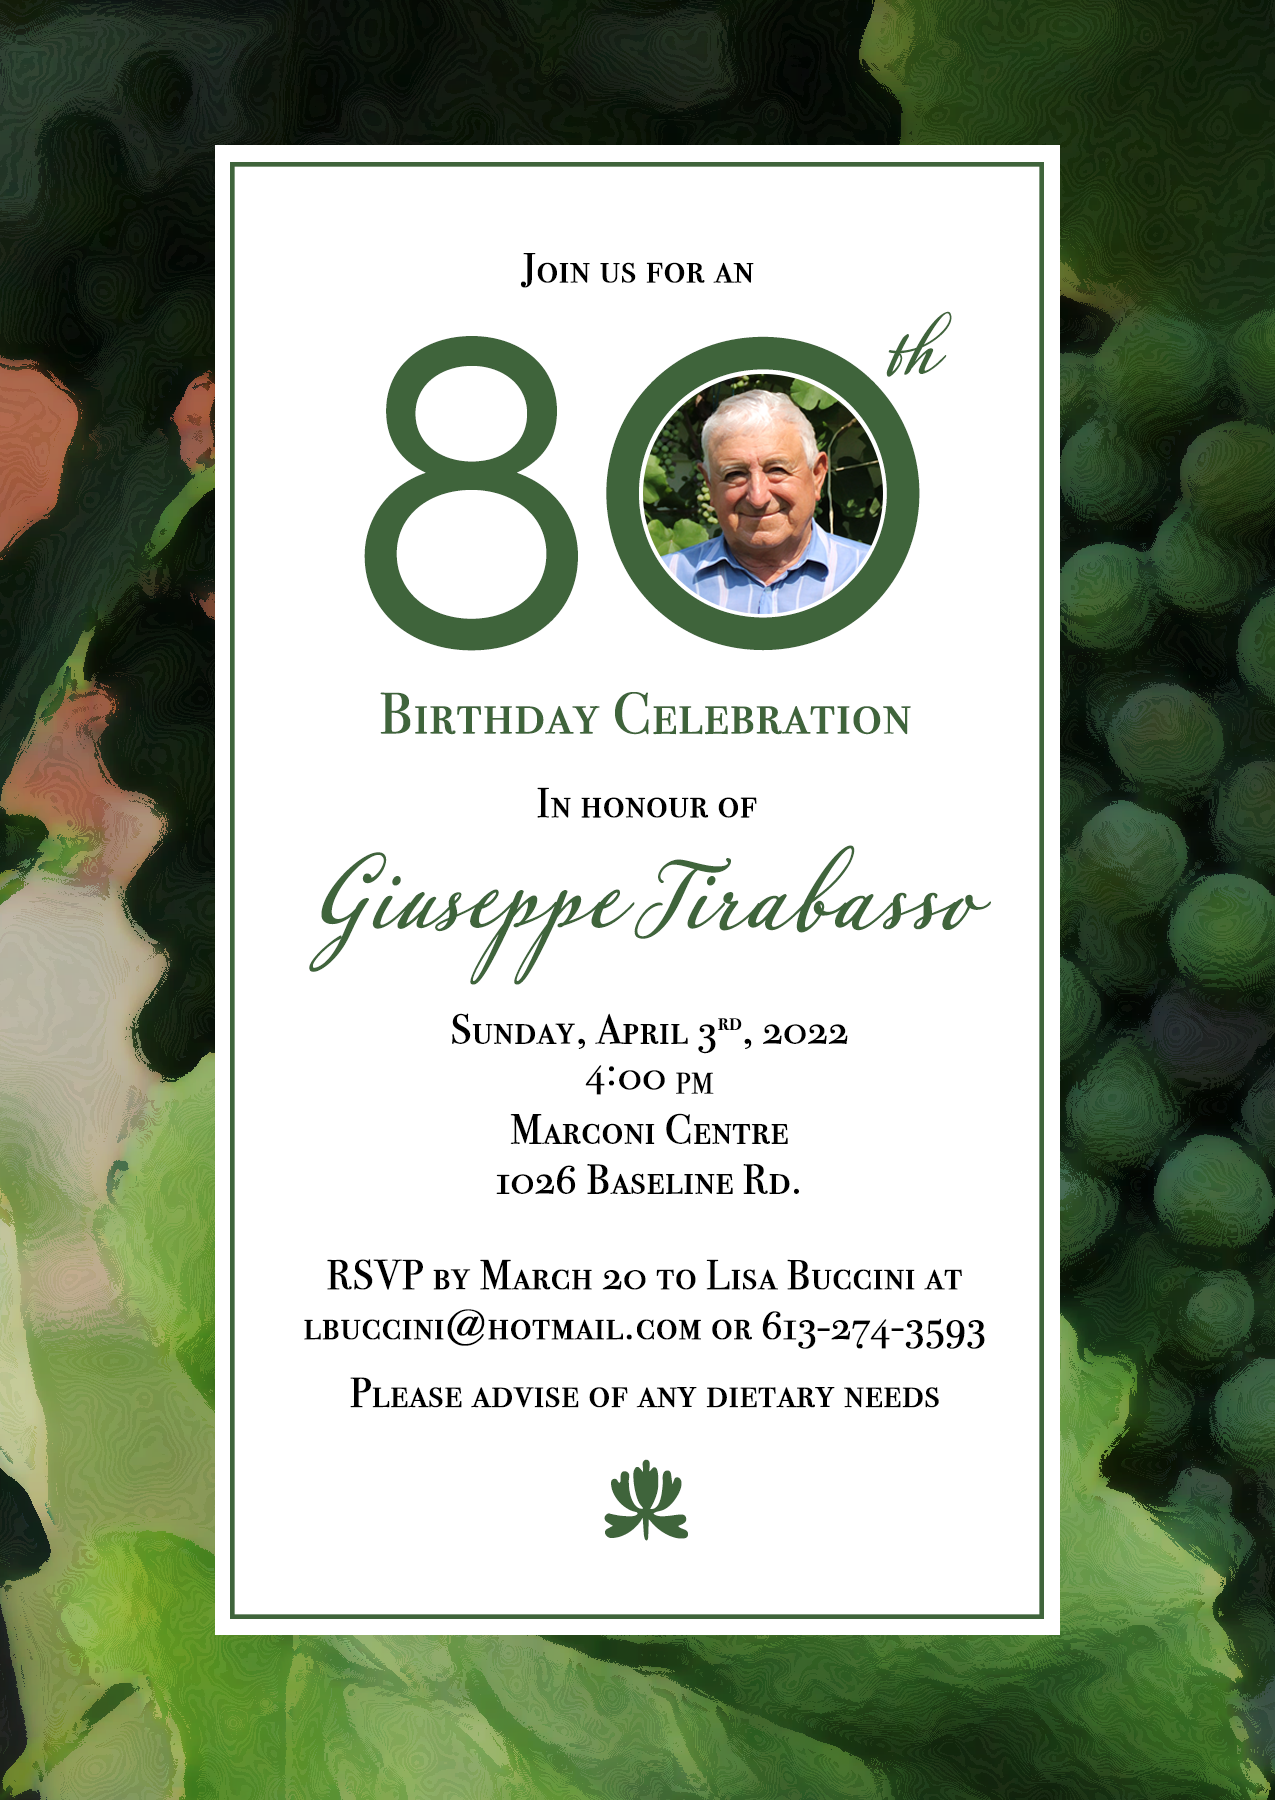 Join us for an
80th
Birthday Celebration
In honour of
Giuseppe Tirabasso
Sunday, April 3rd, 2022
4:00 PM
Marconi Centre
1026 Baseline Rd.
RSVP by March 20 to Lisa Buccini at
lbuccini@hotmail.com or 613-274-3593
Please advise of any dietary needs